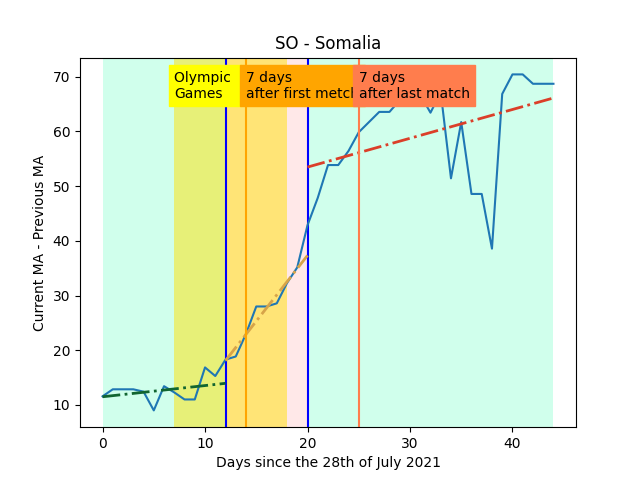 SO - Somalia
Olympic
Games
7 days
after first metcl
7 days
after last match
Current MA - Previous MA
70
60
50
40
30
20
10
0
10
20
30
40
Days since the 28th of July 2021